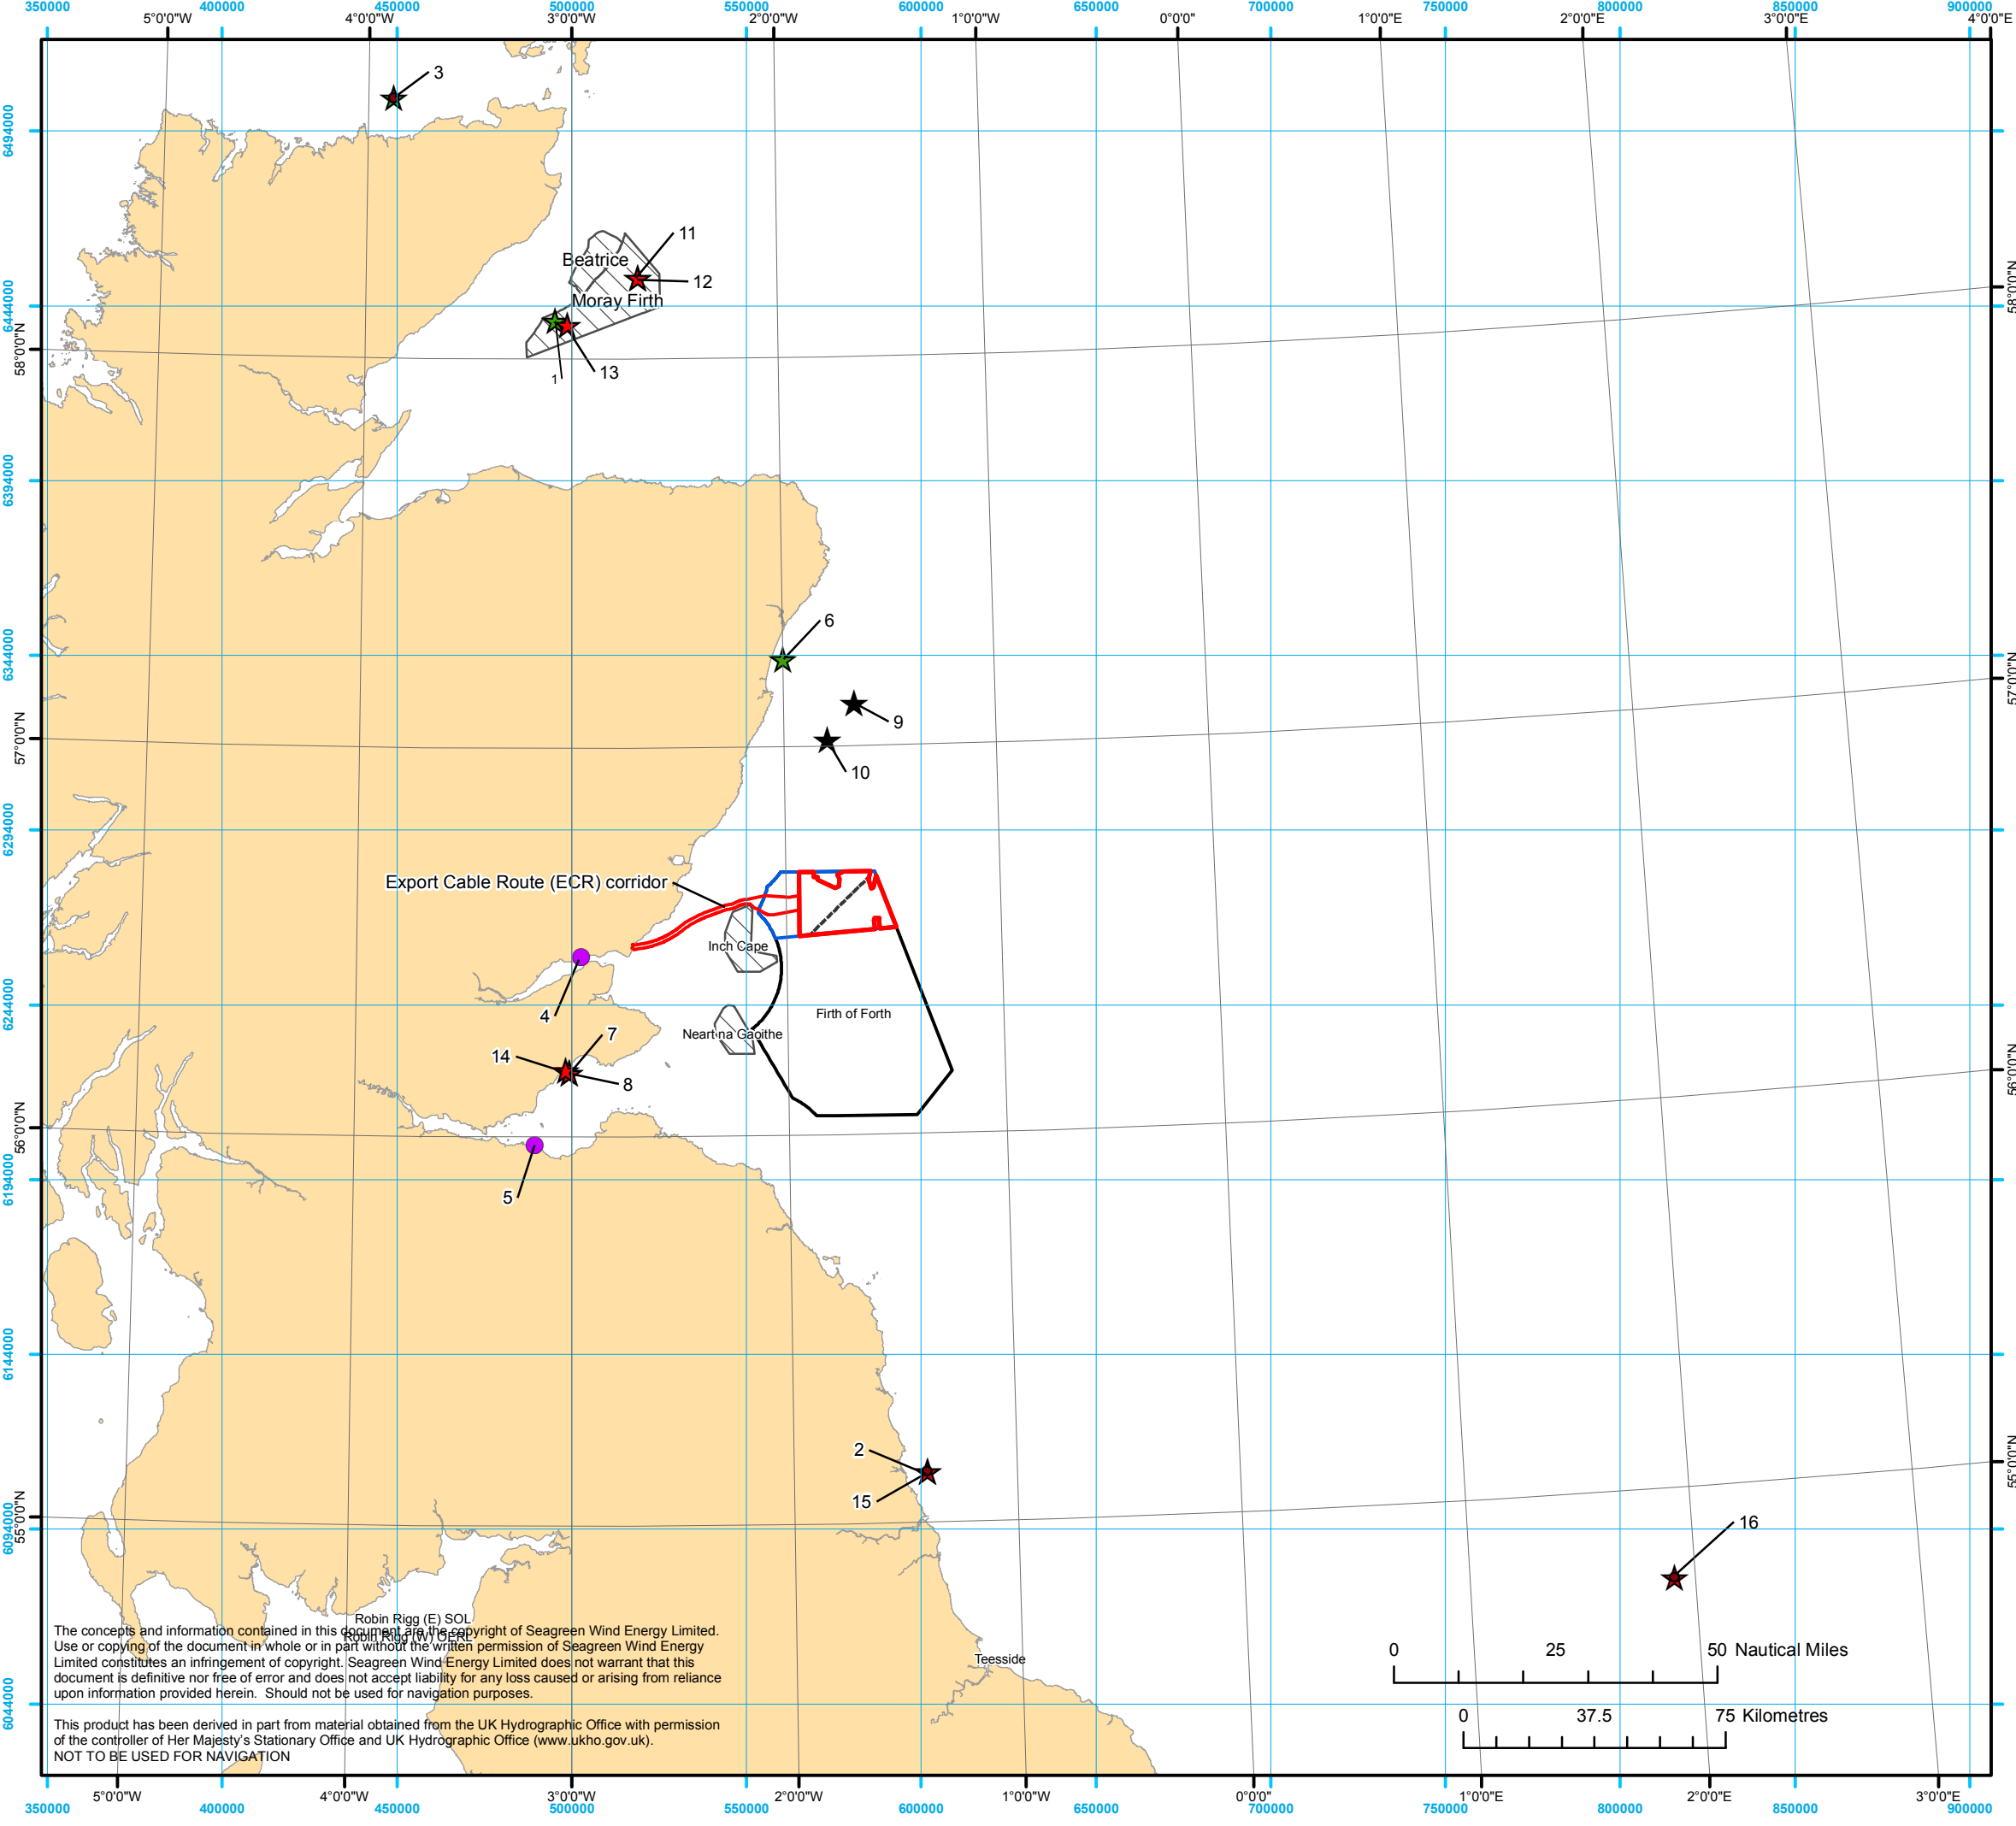 350000 400000 450000 500000 550000 600000 650000 700000 750000 800000 850000 900000
5°0'0"W 4°0'0"W 3°0'0"W 2°0'0"W 1°0'0"W 0°0'0" 1°0'0"E 2°0'0"E 3°0'0"E 4°0'0"E
3
6494000
11
Beatrice
12
58°0'0"N
Moray Firth
6444000
58°0'0"N
13
1
6394000
6
6344000
57°0'0"N
9
57°0'0"N
10
6294000
Export Cable Route (ECR) corridor
Inch Cape
6244000
Firth of Forth
4
7
Neart na Gaoithe
14
8
56°0'0"N
56°0'0"N
6194000
5
6144000
2
55°0'0"N
15
55°0'0"N
6094000
16
Robin Rigg (E) SOL
Robin Rigg (W) OERL
The concepts and information contained in this document are the copyright of Seagreen Wind Energy Limited.
Use or copying of the document in whole or in part without the written permission of Seagreen Wind Energy
Limited constitutes an infringement of copyright. Seagreen Wind Energy Limited does not warrant that this
document is definitive nor free of error and does not accept liability for any loss caused or arising from reliance
upon information provided herein. Should not be used for navigation purposes.
Teesside
0 25 50 Nautical Miles
6044000
0 37.5 75 Kilometres
This product has been derived in part from material obtained from the UK Hydrographic Office with permission
of the controller of Her Majesty's Stationary Office and UK Hydrographic Office (www.ukho.gov.uk).
NOT TO BE USED FOR NAVIGATION
5°0'0"W 4°0'0"W 3°0'0"W 2°0'0"W 1°0'0"W 0°0'0" 1°0'0"E 2°0'0"E 3°0'0"E
350000 400000 450000 500000 550000 600000 650000 700000 750000 800000 850000 900000